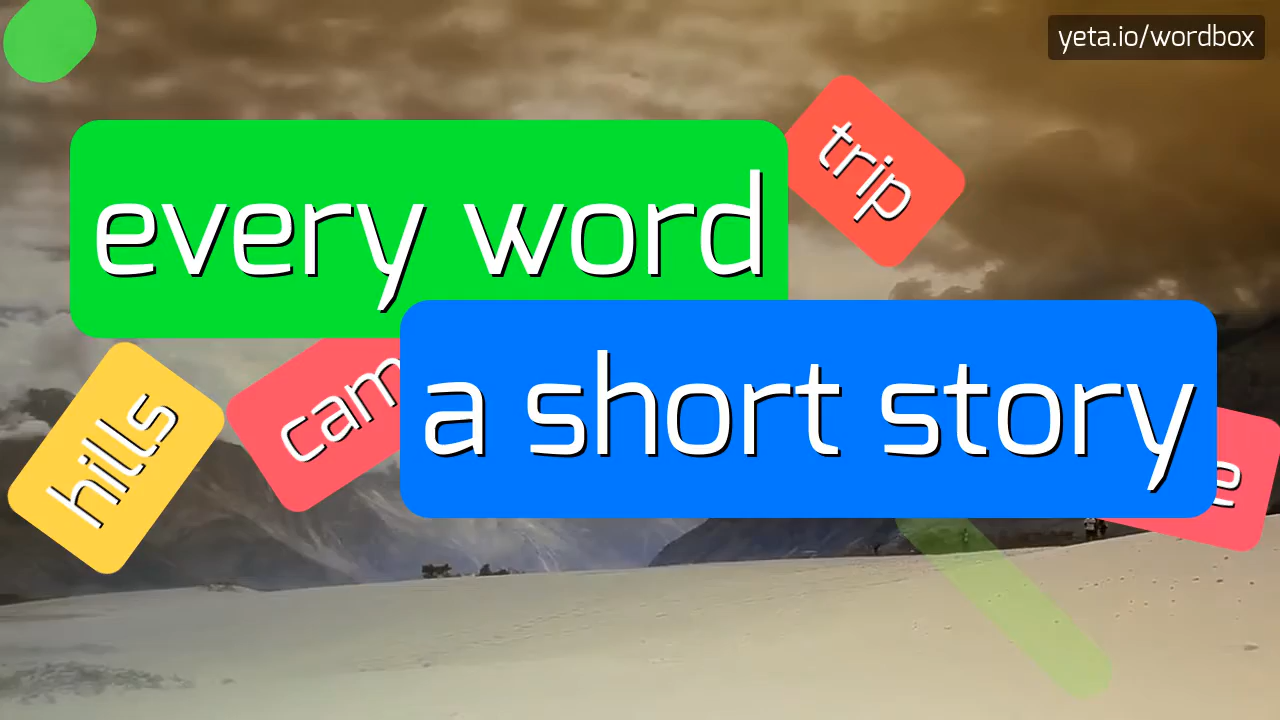 yeta.io/wordbox
trip
every word
hills
a short story